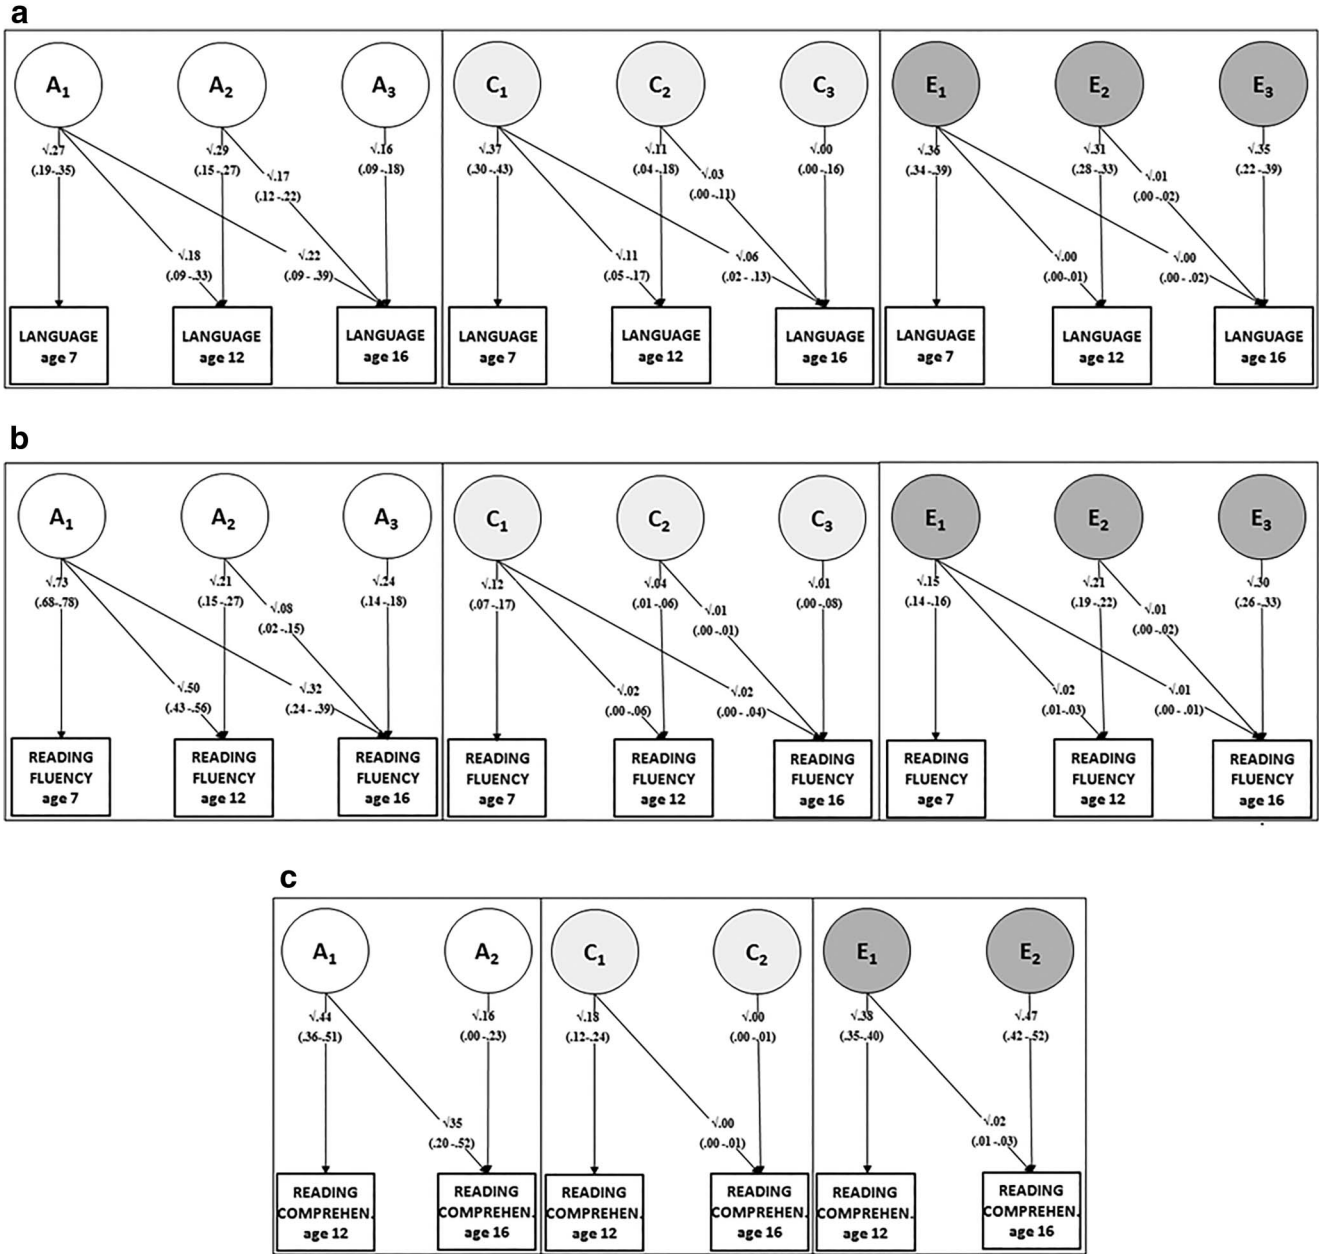 a
A1 A2 A3 C1 C2 C3 E1 E2 E3
√.27 √.29 √.16 √.37 √.11 √.00 √.36 √.31 √.35
(.19-.35) (.15-.27) (.09-.18) (.30-.43) (.04-.18) (.00-.16) (.34-.39) (.28-.33) (.22-.39)
√.17 √.03 √.01
(.12-.22) (.00-.11) (.00-.02)
√.18 √.22 √.11 √.06 √.00 √.00
(.09-.33) (.09-.39) (.05-.17) (.02-.13) (.00-.01) (.00-.02)
LANGUAGE LANGUAGE LANGUAGE LANGUAGE LANGUAGE LANGUAGE LANGUAGE LANGUAGE LANGUAGE
age 7 age 12 age 16 age 7 age 12 age 16 age 7 age 12 age 16
b
A1 A2 A3 C1 C2 C3 E1 E2 E3
√.73 √.21 √.24 √.12 √.04 √.01 √.15 √.21 √.30
(.68-.78) (.15-.27) (.14-.18) (.07-.17) (.01-.06) (.00-.08) (.14-.16) (.19-.22) (.26-.33)
√.08 √.01 √.01
(.02-.15) (.00-.01) (.00-.02)
√.50 √.32 √.02 √.02 √.02 √.01
(.43-.56) (.24-.39) (.00-.06) (.00-.04) (.01-.03) (.00-.01)
READING READING READING READING READING READING READING READING READING
FLUENCY FLUENCY FLUENCY FLUENCY FLUENCY FLUENCY FLUENCY FLUENCY FLUENCY
age 7 age 12 age 16 age 7 age 12 age 16 age 7 age 12 age 16
c
A1 A2 C1 C2 E1 E2
√.44 √.16 √.18 √.00 √.38 √.47
(.36-.51) (.00-.23) (.12-.24) (.00-.01) (.35-.40) (.42-.52)
√35 √.00 √.02
(.20-.52) (.00-.01) (.01-.03)
READING READING READING READING READING READING
COMPREHEN. COMPREHEN. COMPREHEN. COMPREHEN. COMPREHEN. COMPREHEN.
age 12 age 16 age 12 age 16 age 12 age 16